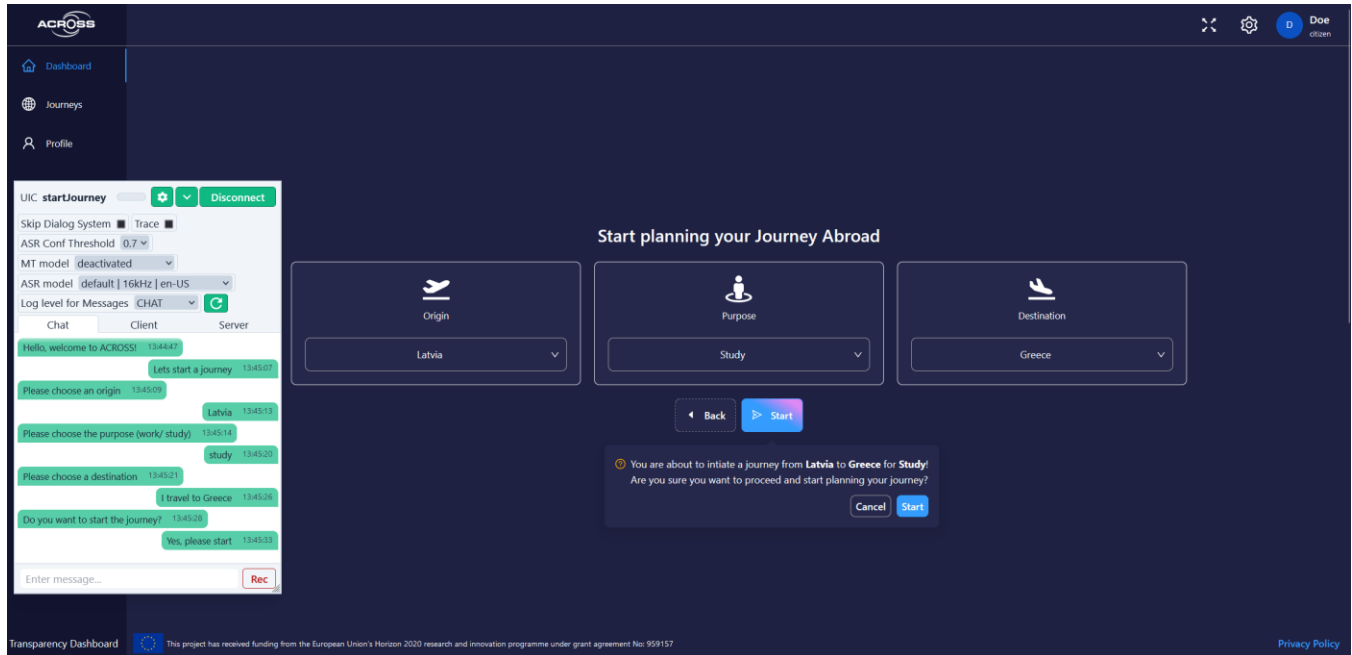 ACROSS
D
Doe
citizen
Dashboard
Journeys
Profile
UIC startJourney
Disconnect
Skip Dialog System
Trace
ASR Conf Threshold 0.7
MT model deactivated
ASR model default | 16kHz | en-US
Log level for Messages CHAT
Chat Client Server
Hello, welcome to ACROSS! 13:44:47
Lets start a journey 13:45:07
Please choose an origin 13:45:09
Latvia 13:45:13
Please choose the purpose (work/ study) 13:45:14
study 13:45:20
Please choose a destination 13:45:21
I travel to Greece 13:45:26
Do you want to start the journey? 13:45:28
Yes, please start 13:45:33
Enter message...
Rec
Start planning your Journey Abroad
Origin
Latvia
Purpose
Study
Destination
Greece
Back
Start
You are about to intiate a journey from Latvia to Greece for Study!
Are you sure you want to proceed and start planning your journey?
Cancel
Start
Transparency Dashboard
This project has received funding from the European Union's Horizon 2020 research and innovation programme under grant agreement No: 959157
Privacy Policy